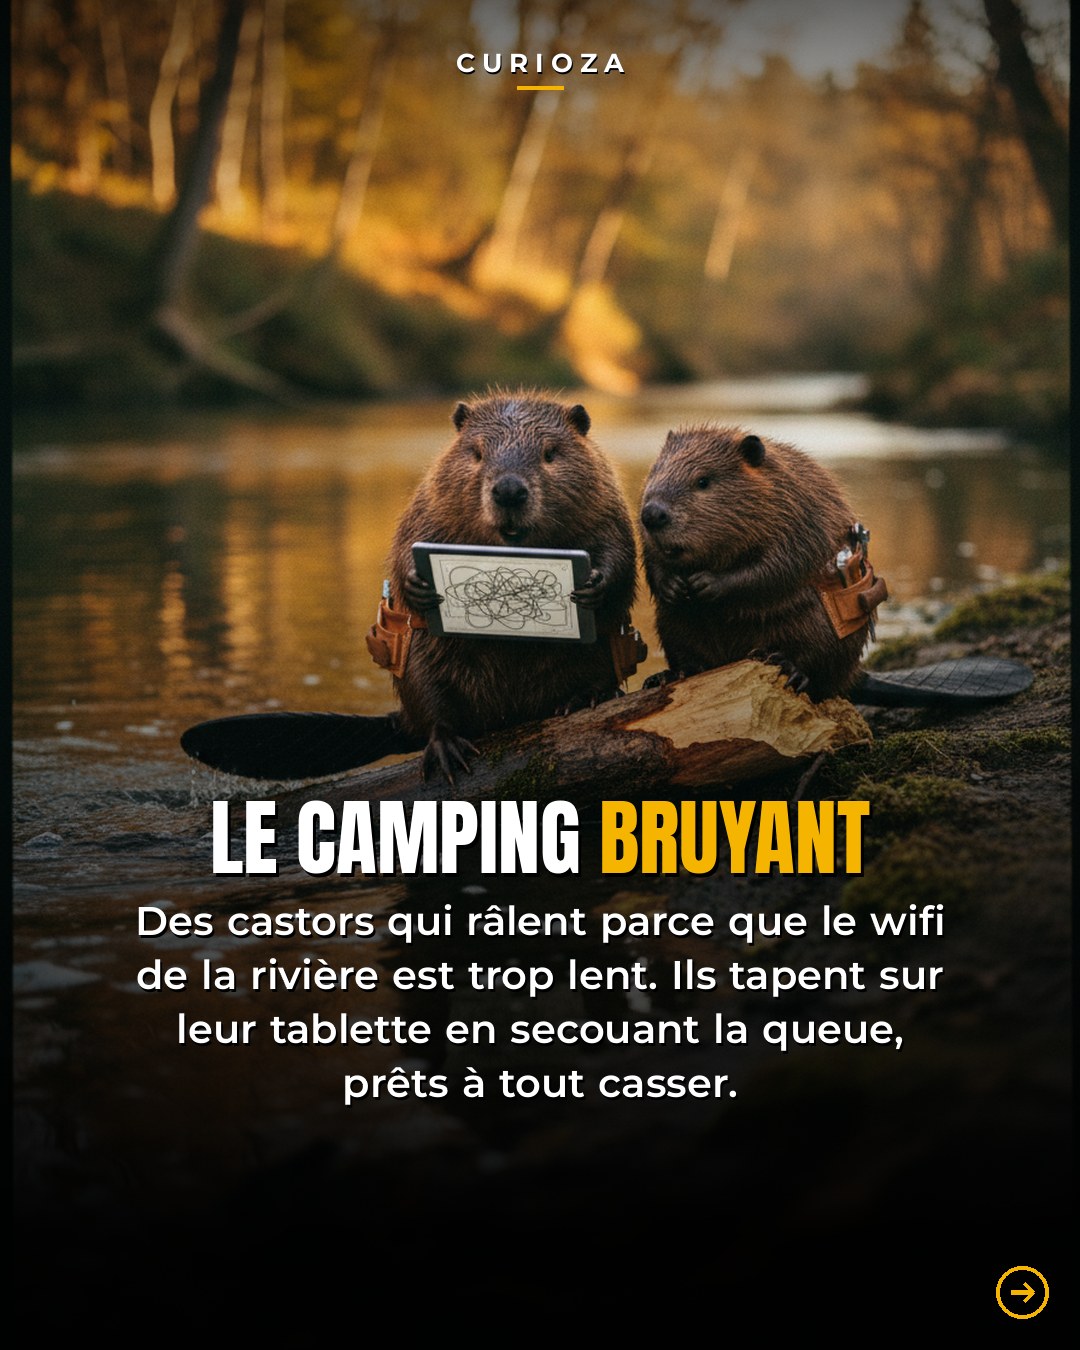 CURIOZA
LE CAMPING BRUYANT
Des castors qui râlent parce que le wifi
de la rivière est trop lent. Ils tapent sur
leur tablette en secouant la queue,
prêts à tout casser.